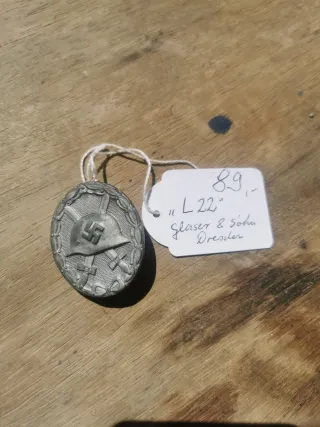 89,-
"L22"
Glaser & Sohn
Dresden